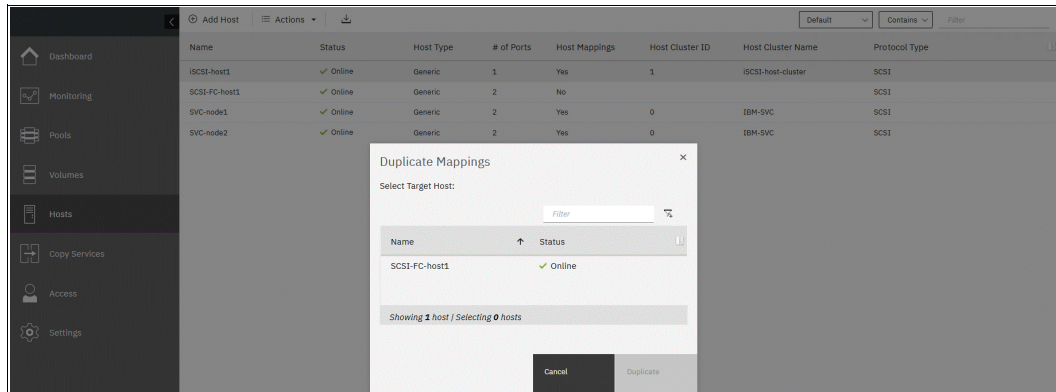 Add Host Actions Default Contains Filter
Name Status Host Type # of Ports Host Mappings Host Cluster ID Host Cluster Name Protocol Type
Dashboard
iSCSI-host1 Online Generic 1 Yes 1 iSCSI-host-cluster SCSI
SCSI-FC-host1 Online Generic 2 No SCSI
Monitoring
SVC-node1 Online Generic 2 Yes 0 IBM-SVC SCSI
SVC-node2 Online Generic 2 Yes 0 IBM-SVC SCSI
Pools
Volumes
Hosts
Copy Services
Access
Settings
Duplicate Mappings
Select Target Host:
Filter
Name Status
SCSI-FC-host1 Online
Showing 1 host / Selecting 0 hosts
Cancel Duplicate